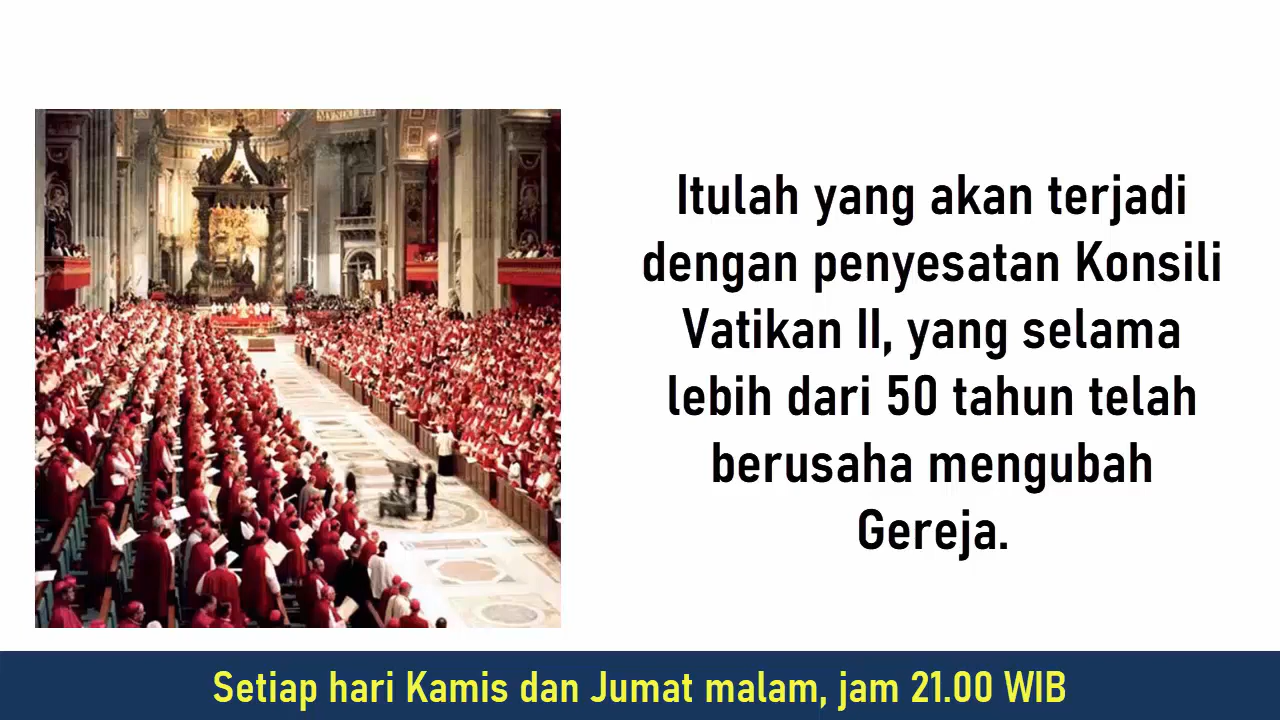 Itulah yang akan terjadi
dengan penyesatan Konsili
Vatikan II, yang selama
lebih dari 50 tahun telah
berusaha mengubah
Gereja.
Setiap hari Kamis dan Jumat malam, jam 21.00 WIB